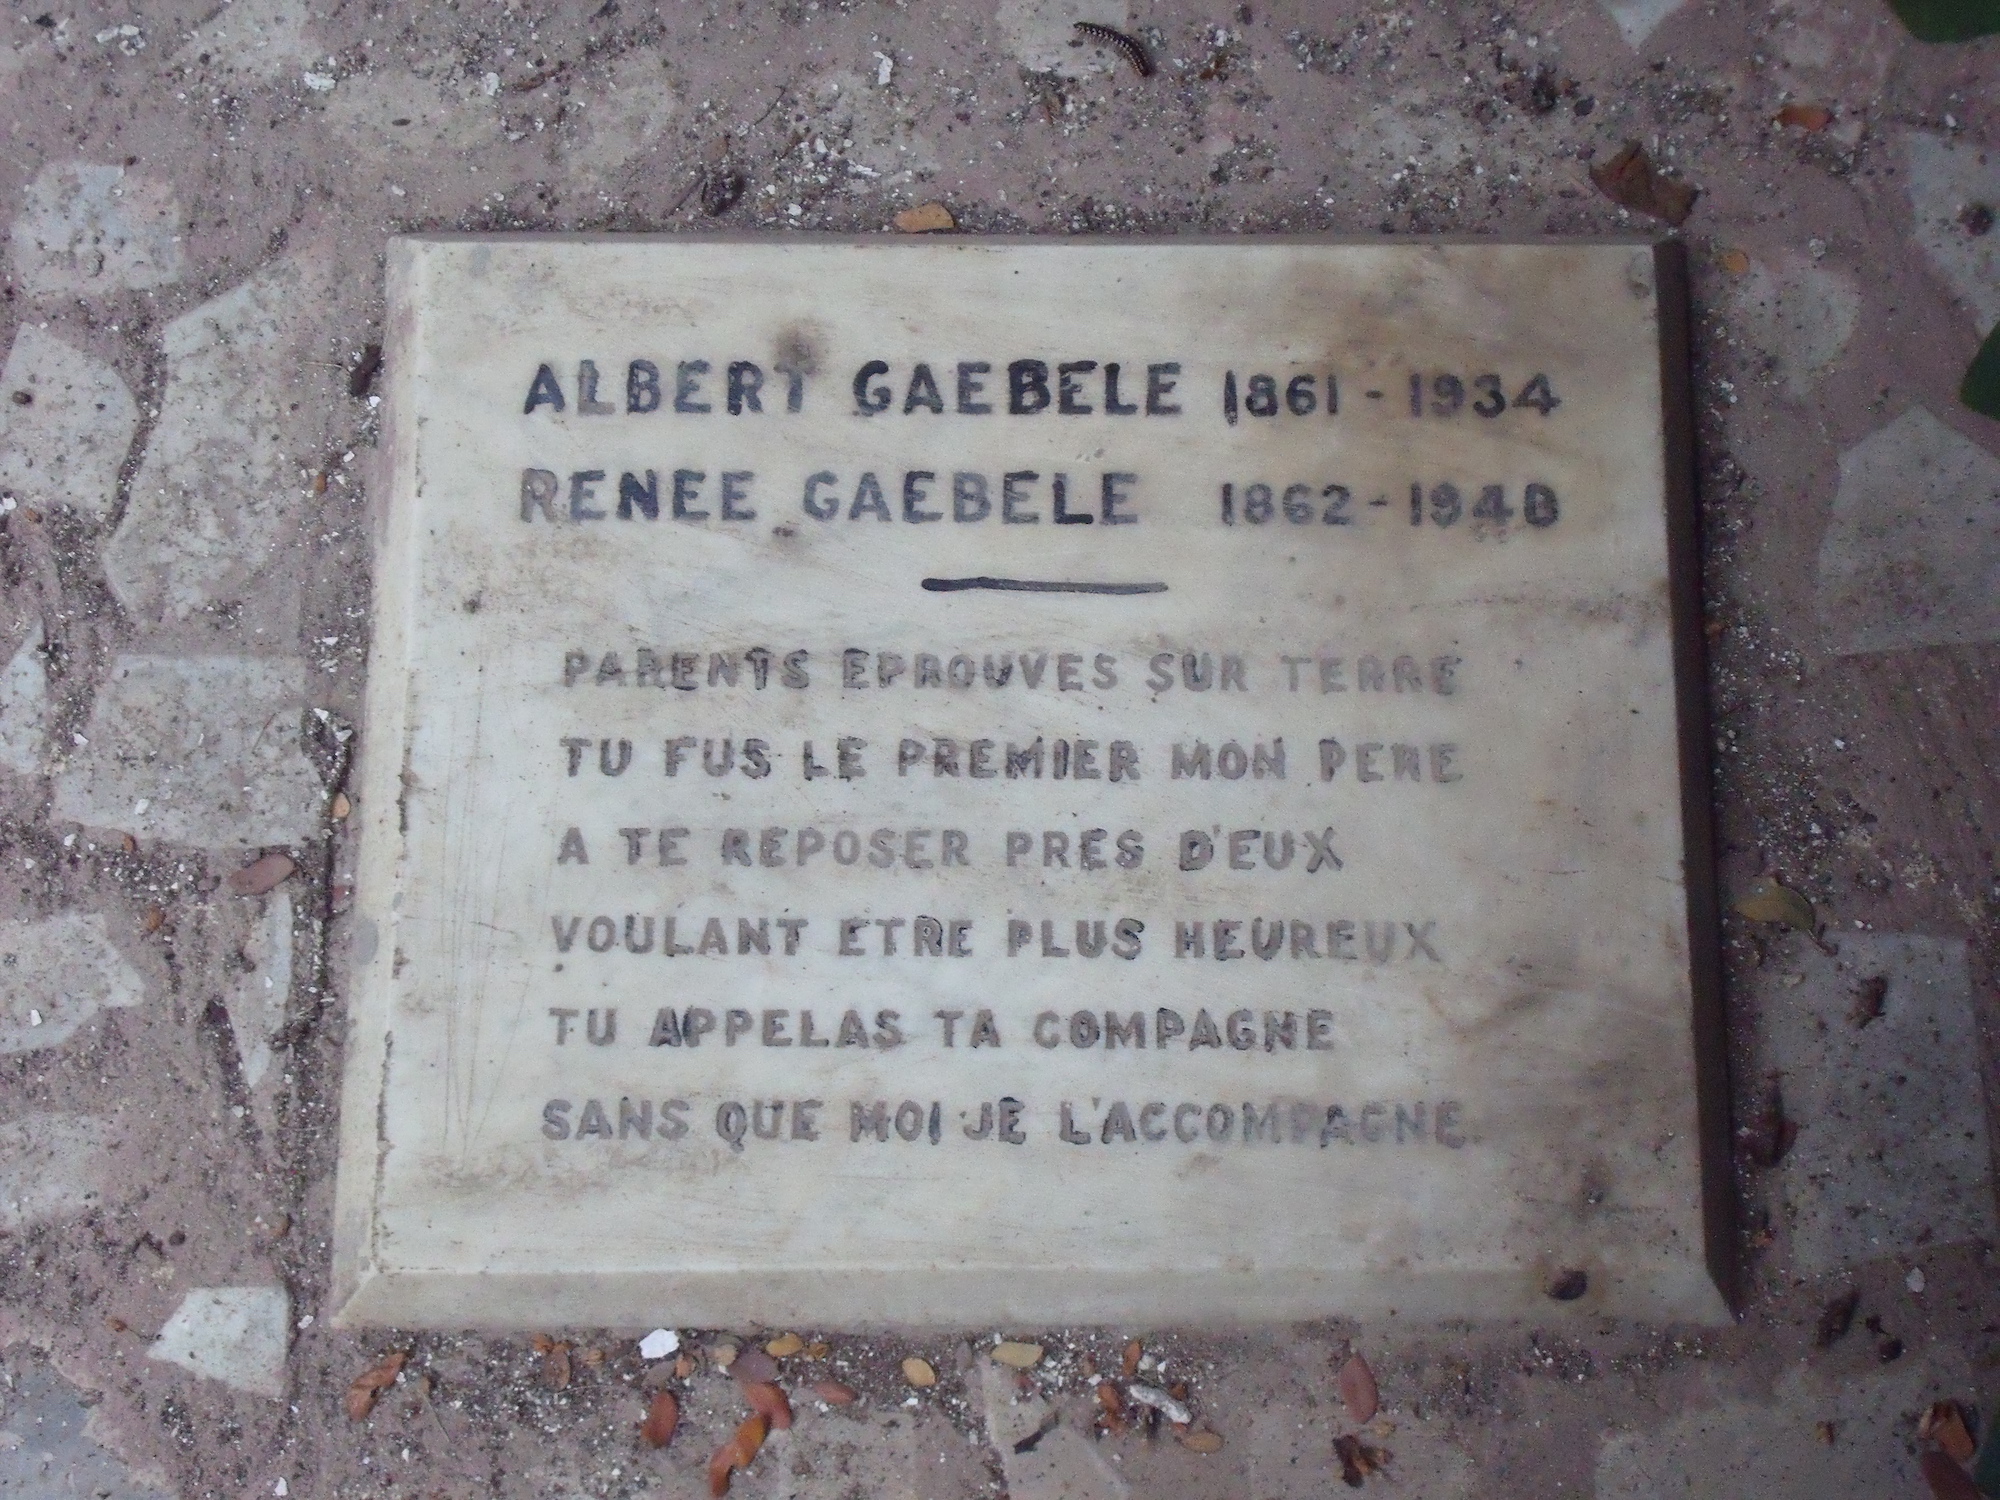 ALBERT GAEBELE 1861 - 1934
RENEE GAEBELE 1862 - 1940
PARENTS EPROUVES SUR TERRE
TU FUS LE PREMIER MON PERE
A TE REPOSER PRES D'EUX
VOULANT ETRE PLUS HEUREUX
TU APPELAS TA COMPAGNE
SANS QUE MOI JE L'ACCOMPAGNE.